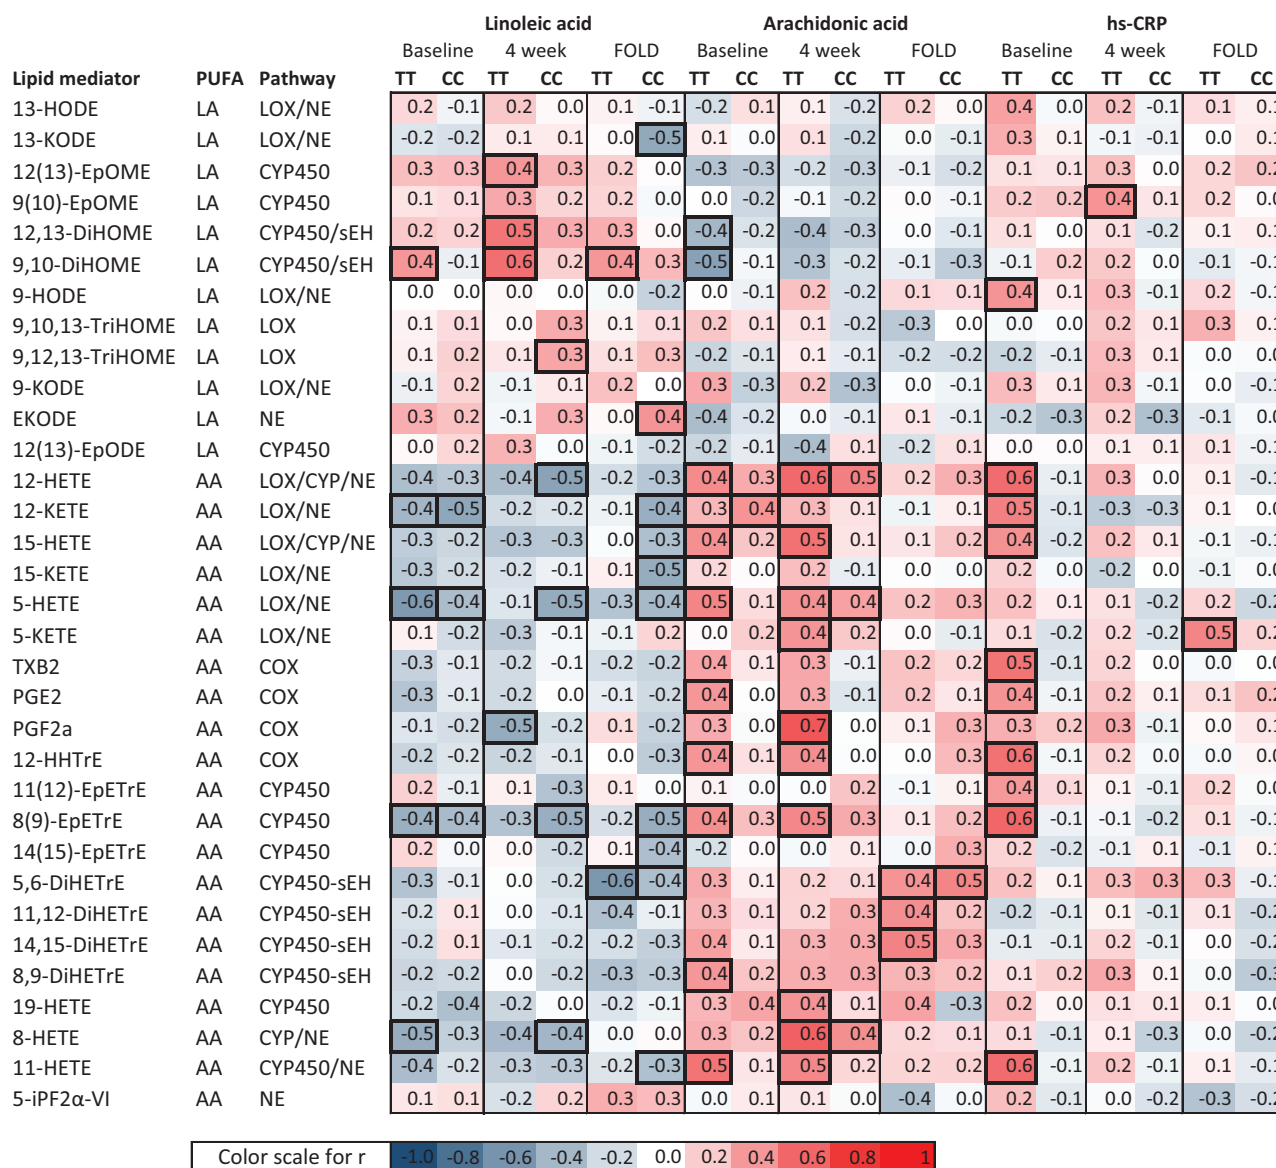 Linoleic acid Arachidonic acid hs-CRP
Baseline 4 week FOLD Baseline 4 week FOLD Baseline 4 week FOLD
Lipid mediator PUFA Pathway TT CC TT CC TT CC TT CC TT CC TT CC TT CC TT CC TT CC
13-HODE LA LOX/NE 0.2 -0.1 0.2 0.0 0.1 -0.1 -0.2 0.1 0.1 -0.2 0.2 0.0 0.4 0.0 0.2 -0.1 0.1 0.1
13-KODE LA LOX/NE -0.2 -0.2 0.1 0.1 0.0 -0.5 0.1 0.0 0.1 -0.2 0.0 -0.1 0.3 0.1 -0.1 -0.1 0.0 0.1
12(13)-EpOME LA CYP450 0.3 0.3 0.4 0.3 0.2 0.0 -0.3 -0.3 -0.2 -0.3 -0.1 -0.2 0.1 0.1 0.3 0.0 0.2 0.2
9(10)-EpOME LA CYP450 0.1 0.1 0.3 0.2 0.2 0.0 0.0 -0.2 -0.1 -0.2 0.0 -0.1 0.2 0.2 0.4 0.1 0.2 0.0
12,13-DiHOME LA CYP450/sEH 0.2 0.2 0.5 0.3 0.3 0.0 -0.4 -0.2 -0.4 -0.3 0.0 -0.1 0.1 0.0 0.1 -0.2 0.1 -0.1
9,10-DiHOME LA CYP450/sEH 0.4 -0.1 0.6 0.2 0.4 0.3 -0.5 -0.1 -0.3 -0.2 -0.1 -0.3 -0.1 0.2 0.2 0.0 -0.1 -0.1
9-HODE LA LOX/NE 0.0 0.0 0.0 0.0 0.0 -0.2 0.0 -0.1 0.2 -0.2 0.1 0.1 0.4 0.1 0.3 -0.1 0.2 -0.1
9,10,13-TriHOME LA LOX 0.1 0.1 0.0 0.3 0.1 0.1 0.2 0.1 0.1 -0.2 -0.3 0.0 0.0 0.0 0.2 0.1 0.3 0.1
9,12,13-TriHOME LA LOX 0.1 0.2 0.1 0.3 0.1 0.3 -0.2 -0.1 0.1 -0.1 -0.2 -0.2 -0.2 -0.1 0.3 0.1 0.0 0.0
9-KODE LA LOX/NE -0.1 0.2 -0.1 0.1 0.2 0.0 0.3 -0.3 0.2 -0.3 0.0 -0.1 0.3 0.1 0.3 -0.1 0.0 -0.1
EKODE LA NE 0.3 0.2 -0.1 0.3 0.0 0.4 -0.4 -0.2 0.0 -0.1 0.1 -0.1 -0.2 -0.3 0.2 -0.3 -0.1 0.0
12(13)-EpODE LA CYP450 0.0 0.2 0.3 0.0 -0.1 -0.2 -0.2 -0.1 -0.4 0.1 -0.2 0.1 0.0 0.0 0.1 0.1 0.1 0.1
12-HETE AA LOX/CYP/NE -0.4 -0.3 -0.4 -0.5 -0.2 -0.3 0.4 0.3 0.6 0.5 0.2 0.3 0.6 -0.1 0.3 0.0 0.1 -0.1
12-KETE AA LOX/NE -0.4 -0.5 -0.2 -0.2 -0.1 -0.4 0.3 0.4 0.3 0.1 -0.1 0.1 0.5 -0.1 -0.3 -0.3 0.1 0.0
15-HETE AA LOX/CYP/NE -0.3 -0.2 -0.3 -0.3 0.0 -0.3 0.4 0.2 0.5 0.1 0.1 0.2 0.4 -0.2 0.2 0.1 -0.1 -0.1
15-KETE AA LOX/NE -0.3 -0.2 -0.2 -0.1 0.1 -0.5 0.2 0.0 0.2 -0.1 0.0 0.0 0.2 0.0 -0.2 0.0 -0.1 0.0
5-HETE AA LOX/NE -0.6 -0.4 -0.1 -0.5 -0.3 -0.4 0.5 0.1 0.4 0.4 0.2 0.3 0.2 0.1 0.1 -0.2 0.2 -0.2
5-KETE AA LOX/NE 0.1 -0.2 -0.3 -0.1 -0.1 0.2 0.0 0.2 0.4 0.2 0.0 -0.1 0.1 -0.2 0.2 -0.2 0.5 0.2
TXB2 AA COX -0.3 -0.1 -0.2 -0.1 -0.2 -0.2 0.4 0.1 0.3 -0.1 0.2 0.2 0.5 -0.1 0.2 0.0 0.0 0.0
PGE2 AA COX -0.3 -0.1 -0.2 0.0 -0.1 -0.2 0.4 0.0 0.3 -0.1 0.2 0.1 0.4 -0.1 0.2 0.1 0.1 0.2
PGF2a AA COX -0.1 -0.2 -0.5 -0.2 0.1 -0.2 0.3 0.0 0.7 0.0 0.1 0.3 0.3 0.2 0.3 -0.1 0.0 0.1
12-HHTrE AA COX -0.2 -0.2 -0.2 -0.1 0.0 -0.3 0.4 0.1 0.4 0.0 0.0 0.3 0.6 -0.1 0.2 0.0 0.0 0.1
11(12)-EpETrE AA CYP450 0.2 -0.1 0.1 -0.3 0.1 0.0 0.1 0.0 0.0 0.2 -0.1 0.1 0.4 0.1 0.1 -0.1 0.2 0.0
8(9)-EpETrE AA CYP450 -0.4 -0.4 -0.3 -0.5 -0.2 -0.5 0.4 0.3 0.5 0.3 0.1 0.2 0.6 -0.1 -0.1 -0.2 0.1 -0.1
14(15)-EpETrE AA CYP450 0.2 0.0 0.0 -0.2 0.1 -0.4 -0.2 0.0 0.0 0.1 0.0 0.3 0.2 -0.2 -0.1 0.1 -0.1 0.1
5,6-DiHETrE AA CYP450-sEH -0.3 -0.1 0.0 -0.2 -0.6 -0.4 0.3 0.1 0.2 0.1 0.4 0.5 0.2 0.1 0.3 0.3 0.3 -0.1
11,12-DiHETrE AA CYP450-sEH -0.2 0.1 0.0 -0.1 -0.4 -0.1 0.3 0.1 0.2 0.3 0.4 0.2 -0.2 -0.1 0.1 -0.1 0.1 -0.2
14,15-DiHETrE AA CYP450-sEH -0.2 0.1 -0.1 -0.2 -0.2 -0.3 0.4 0.1 0.3 0.3 0.5 0.3 -0.1 -0.1 0.2 -0.1 0.0 -0.2
8,9-DiHETrE AA CYP450-sEH -0.2 -0.2 0.0 -0.2 -0.3 -0.3 0.4 0.2 0.3 0.3 0.3 0.2 0.1 0.2 0.3 0.1 0.0 -0.3
19-HETE AA CYP450 -0.2 -0.4 -0.2 0.0 -0.2 -0.1 0.3 0.4 0.4 0.1 0.4 -0.3 0.2 0.0 0.1 0.1 0.1 0.0
8-HETE AA CYP/NE -0.5 -0.3 -0.4 -0.4 0.0 0.0 0.3 0.2 0.6 0.4 0.2 0.1 0.1 -0.1 0.1 -0.3 0.0 -0.2
11-HETE AA CYP450/NE -0.4 -0.2 -0.3 -0.3 -0.2 -0.3 0.5 0.1 0.5 0.2 0.2 0.2 0.6 -0.1 0.2 -0.1 0.1 -0.1
5-iPF2α-VI AA NE 0.1 0.1 -0.2 0.2 0.3 0.3 0.0 0.1 0.1 0.0 -0.4 0.0 0.2 -0.1 0.0 -0.2 -0.3 -0.2
Color scale for r -1.0 -0.8 -0.6 -0.4 -0.2 0.0 0.2 0.4 0.6 0.8 1